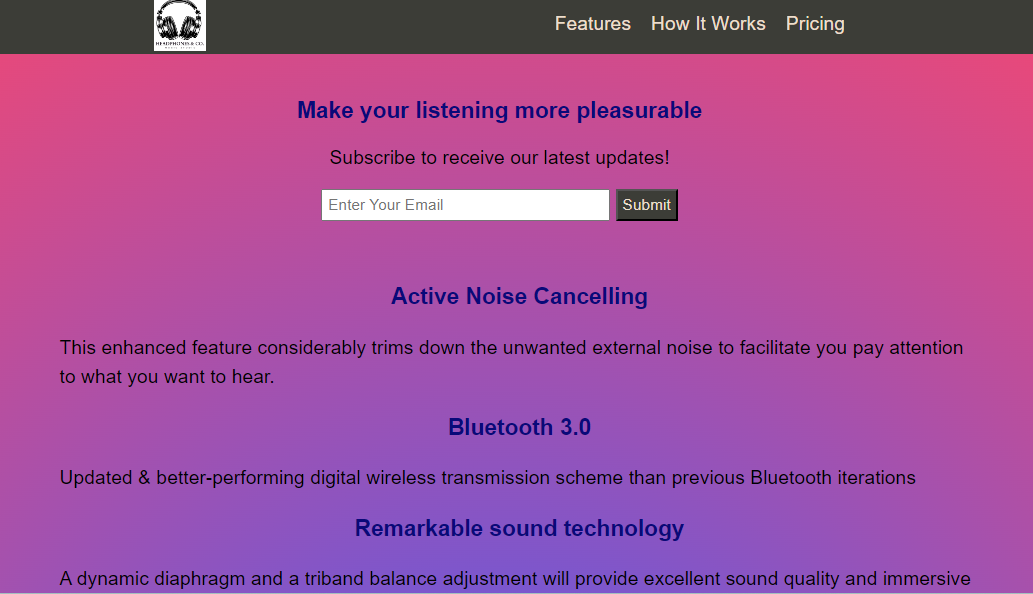 HEADPHONES & CO.
Features How It Works Pricing
Make your listening more pleasurable
Subscribe to receive our latest updates!
Enter Your Email Submit
Active Noise Cancelling
This enhanced feature considerably trims down the unwanted external noise to facilitate you pay attention
to what you want to hear.
Bluetooth 3.0
Updated & better-performing digital wireless transmission scheme than previous Bluetooth iterations
Remarkable sound technology
A dynamic diaphragm and a triband balance adjustment will provide excellent sound quality and immersive